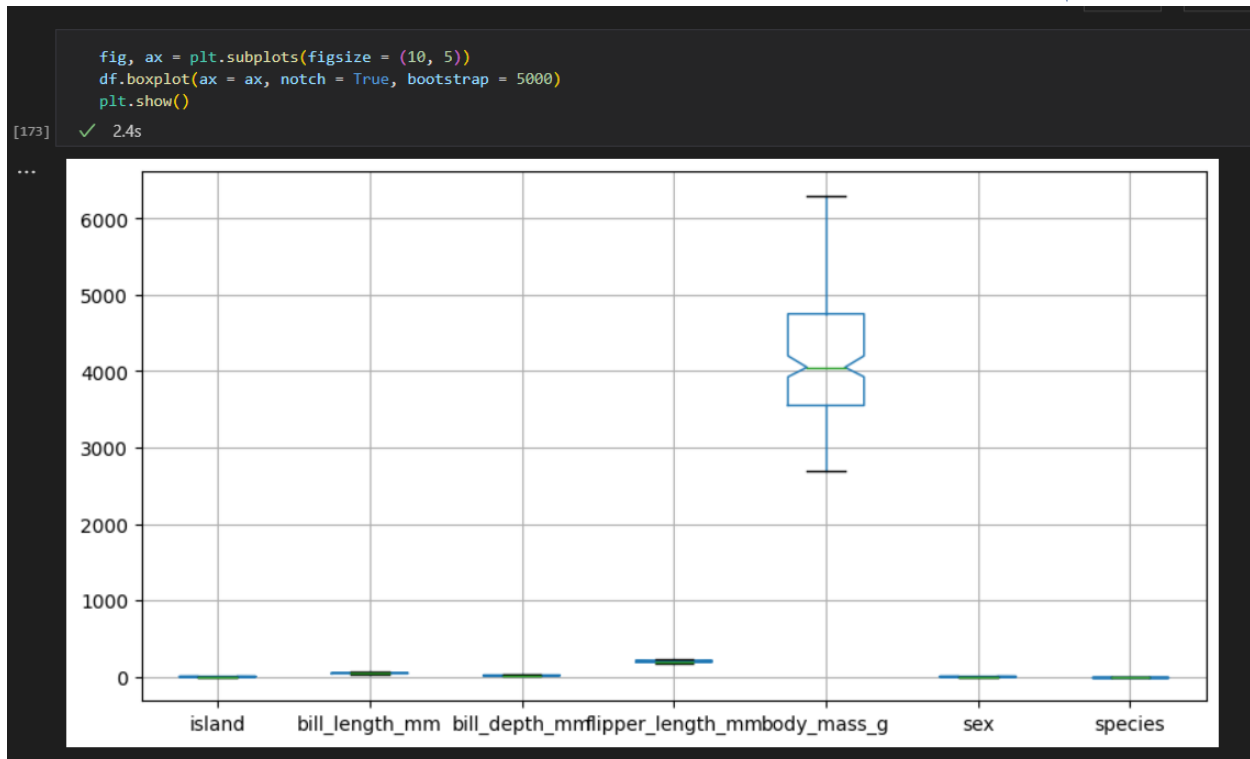 fig, ax = plt.subplots(figsize = (10, 5))
df.boxplot(ax = ax, notch = True, bootstrap = 5000)
plt.show()
[173] ✓ 2.4s
...
6000
5000
4000
3000
2000
1000
0
island bill_length_mm bill_depth_mm flipper_length_mm body_mass_g sex species